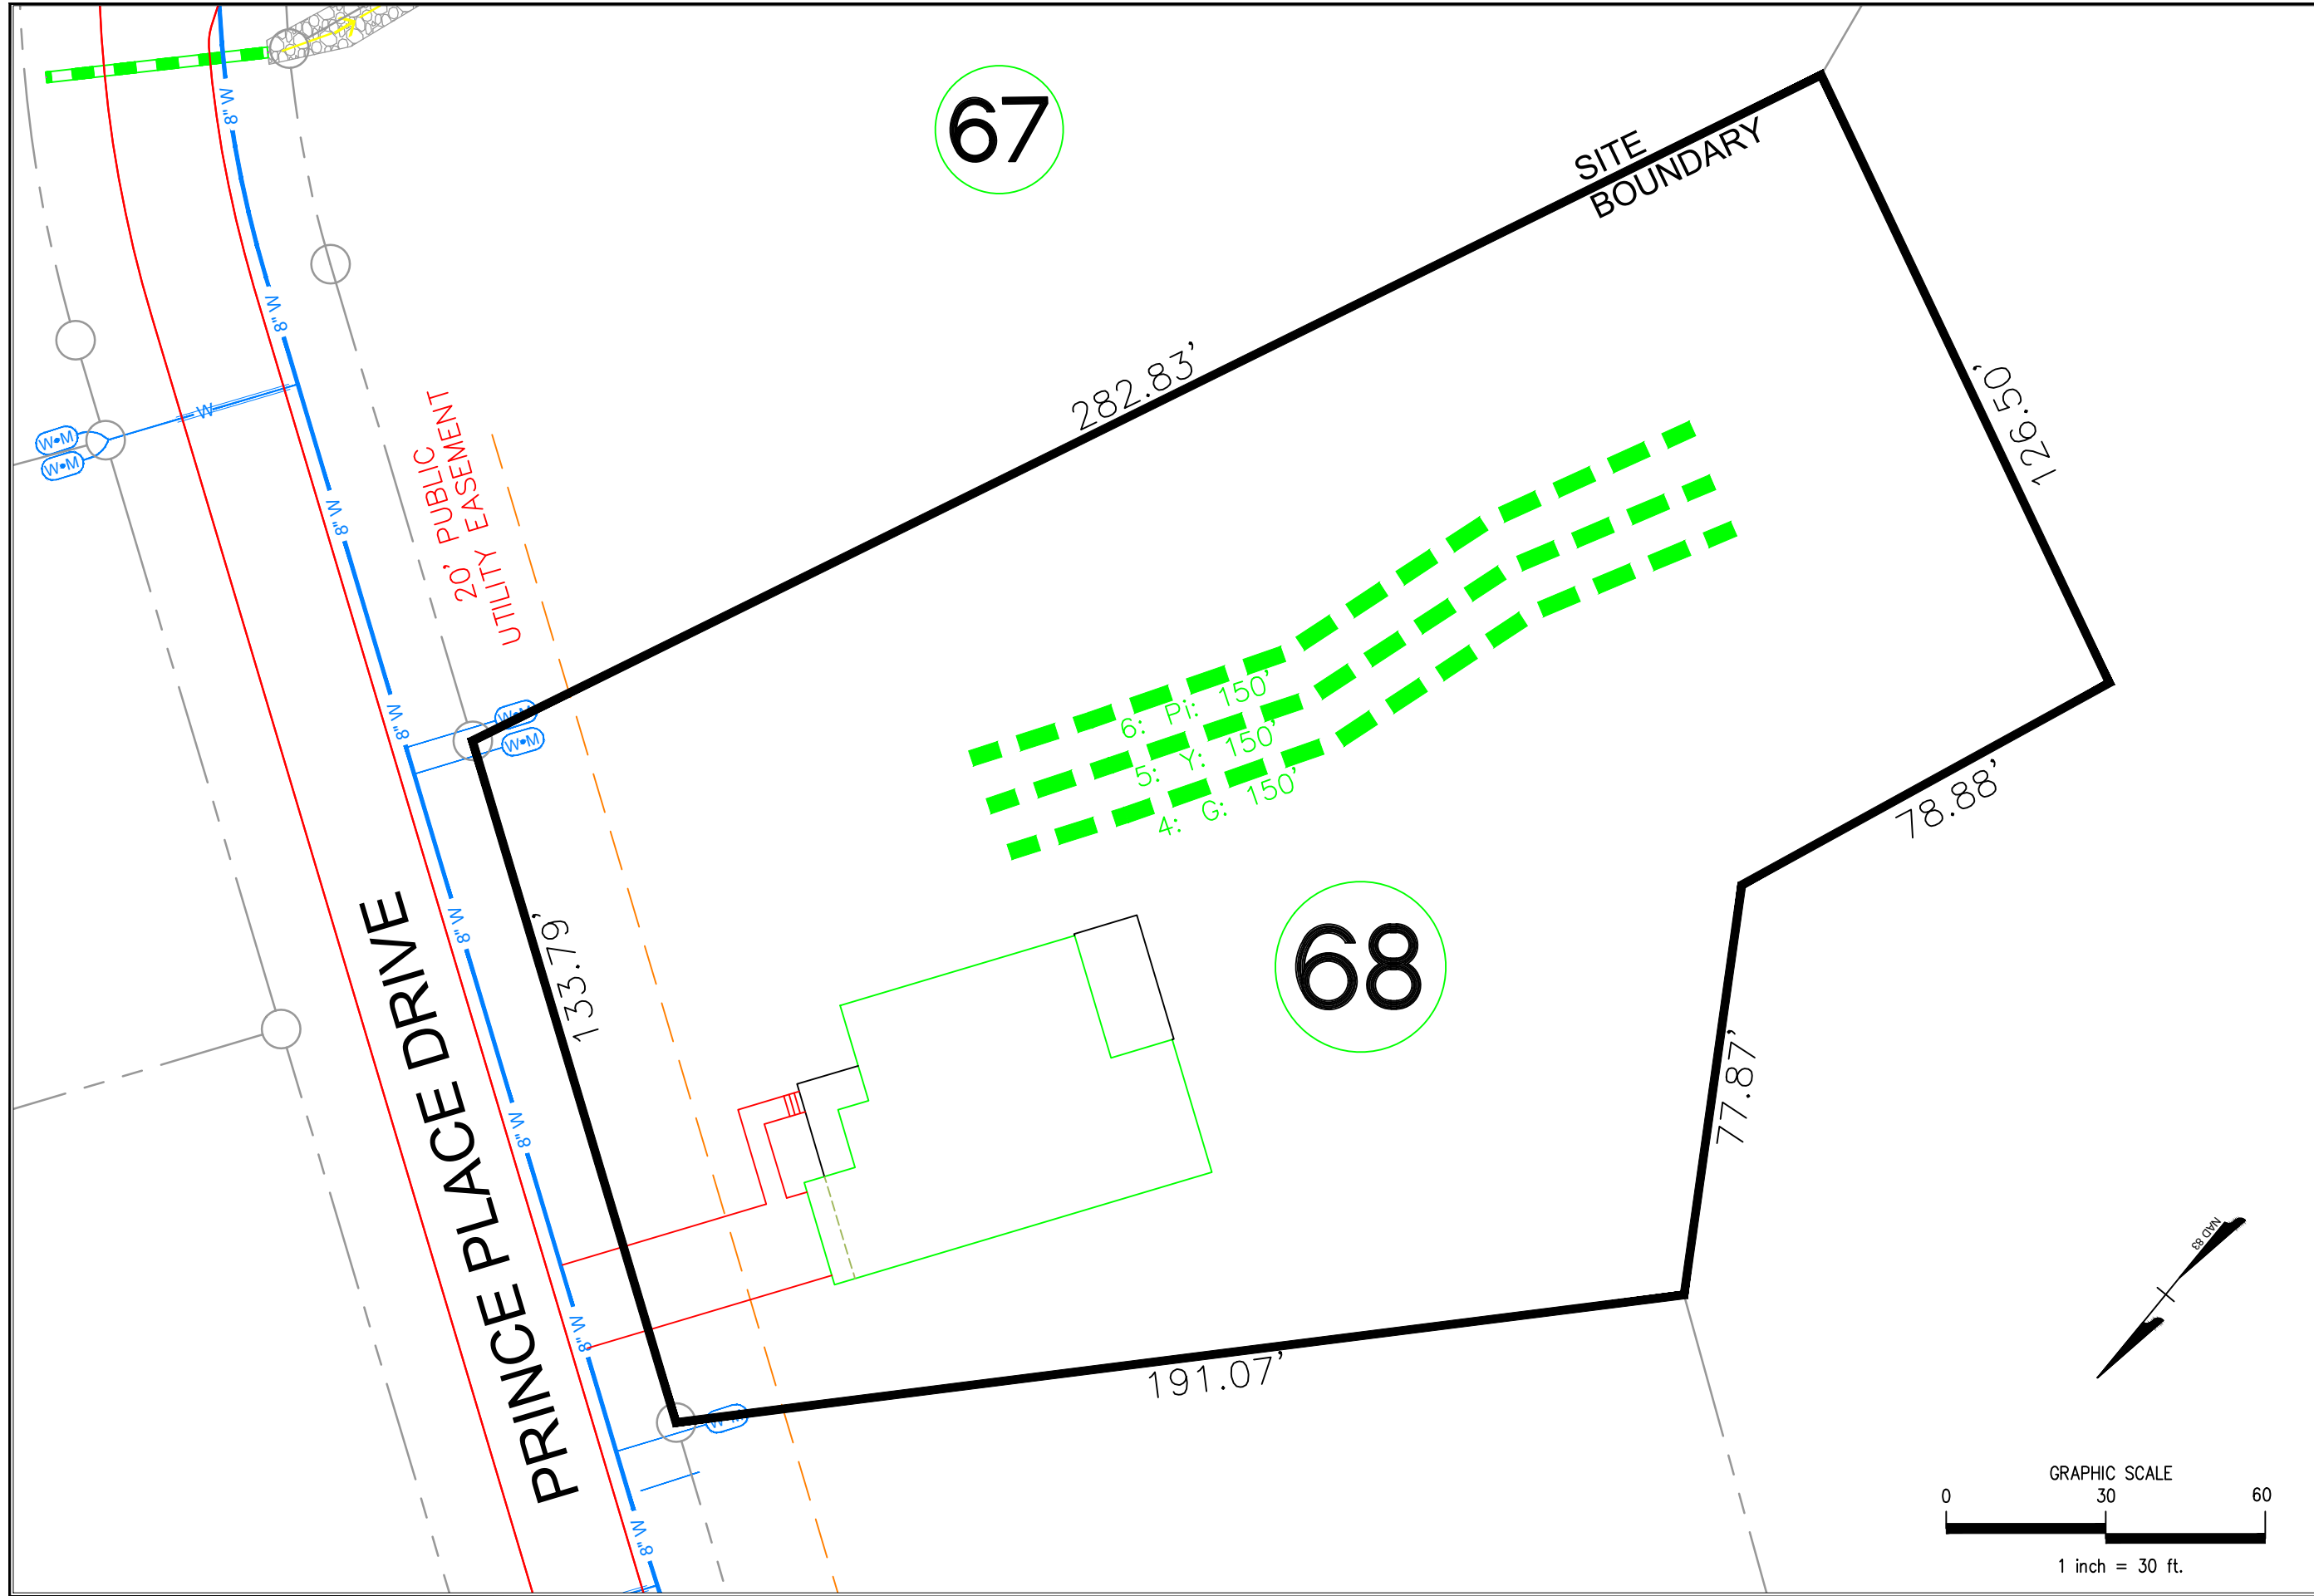 8"W
67
SITE
BOUNDARY
8"W
282.83'
126.50'
W
W•M
W•M
20' PUBLIC
UTILITY EASEMENT
8"W
6: Pi: 150'
5: Y: 150'
4: G: 150'
W•M
W•M
8"W
78.88'
8"W
133.79'
68
PRINCE PLACE DRIVE
8"W
77.87'
NAD 83
8"W
191.07'
W•M
GRAPHIC SCALE
0 30 60
8"W
1 inch = 30 ft.